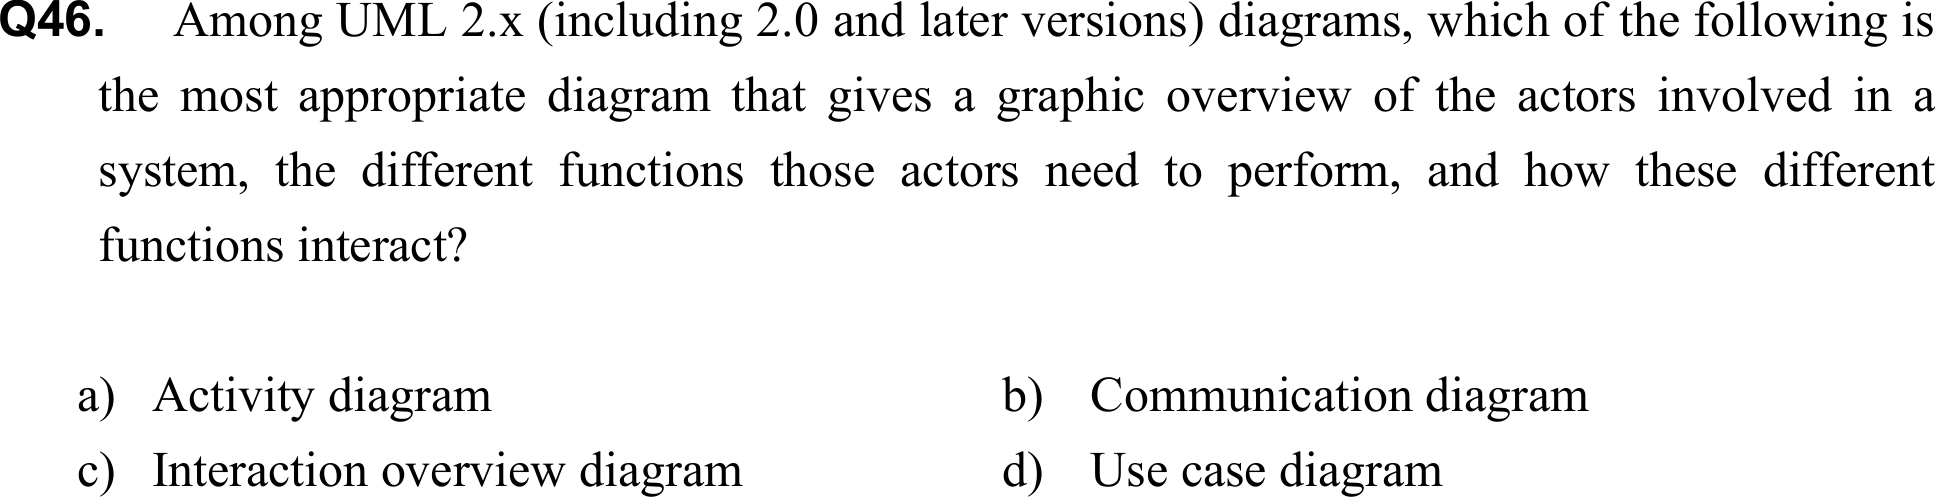 Q46. Among UML 2.x (including 2.0 and later versions) diagrams, which of the following is
the most appropriate diagram that gives a graphic overview of the actors involved in a
system, the different functions those actors need to perform, and how these different
functions interact?
a) Activity diagram b) Communication diagram
c) Interaction overview diagram d) Use case diagram